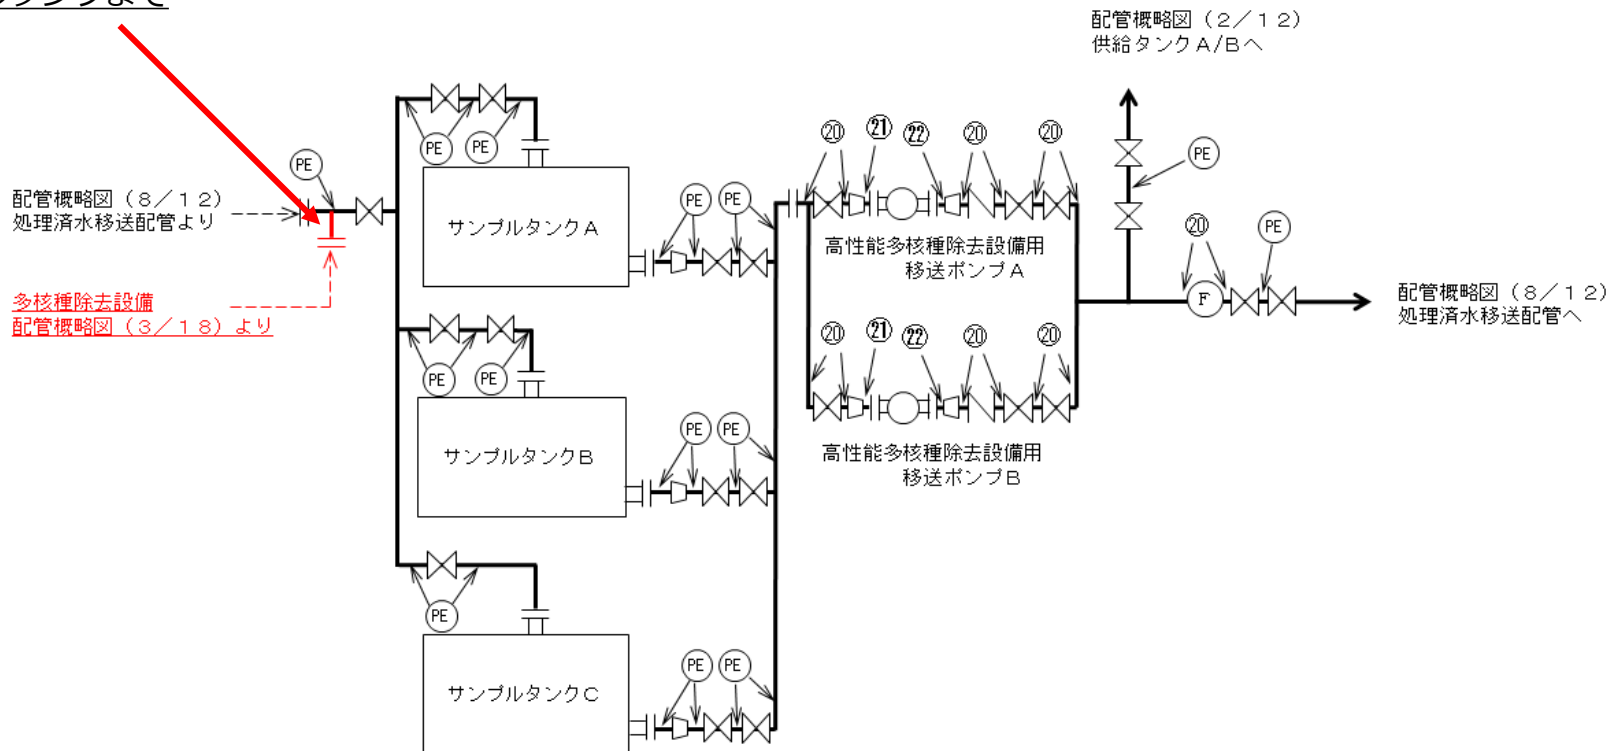 配管概略図(2/12)
供給タンクA/Bへ
PE
PE
PE
PE
配管概略図(8/12)
処理済水移送配管より
多核種除去設備
配管概略図(3/18)より
サンプルタンクA
PE
PE
⑳
㉑
㉒
⑳
⑳
高性能多核種除去設備用
移送ポンプA
⑳
PE
F
配管概略図(8/12)
処理済水移送配管へ
PE
PE
サンプルタンクB
PE
PE
⑳
㉑
㉒
⑳
⑳
高性能多核種除去設備用
移送ポンプB
PE
サンプルタンクC
PE
PE